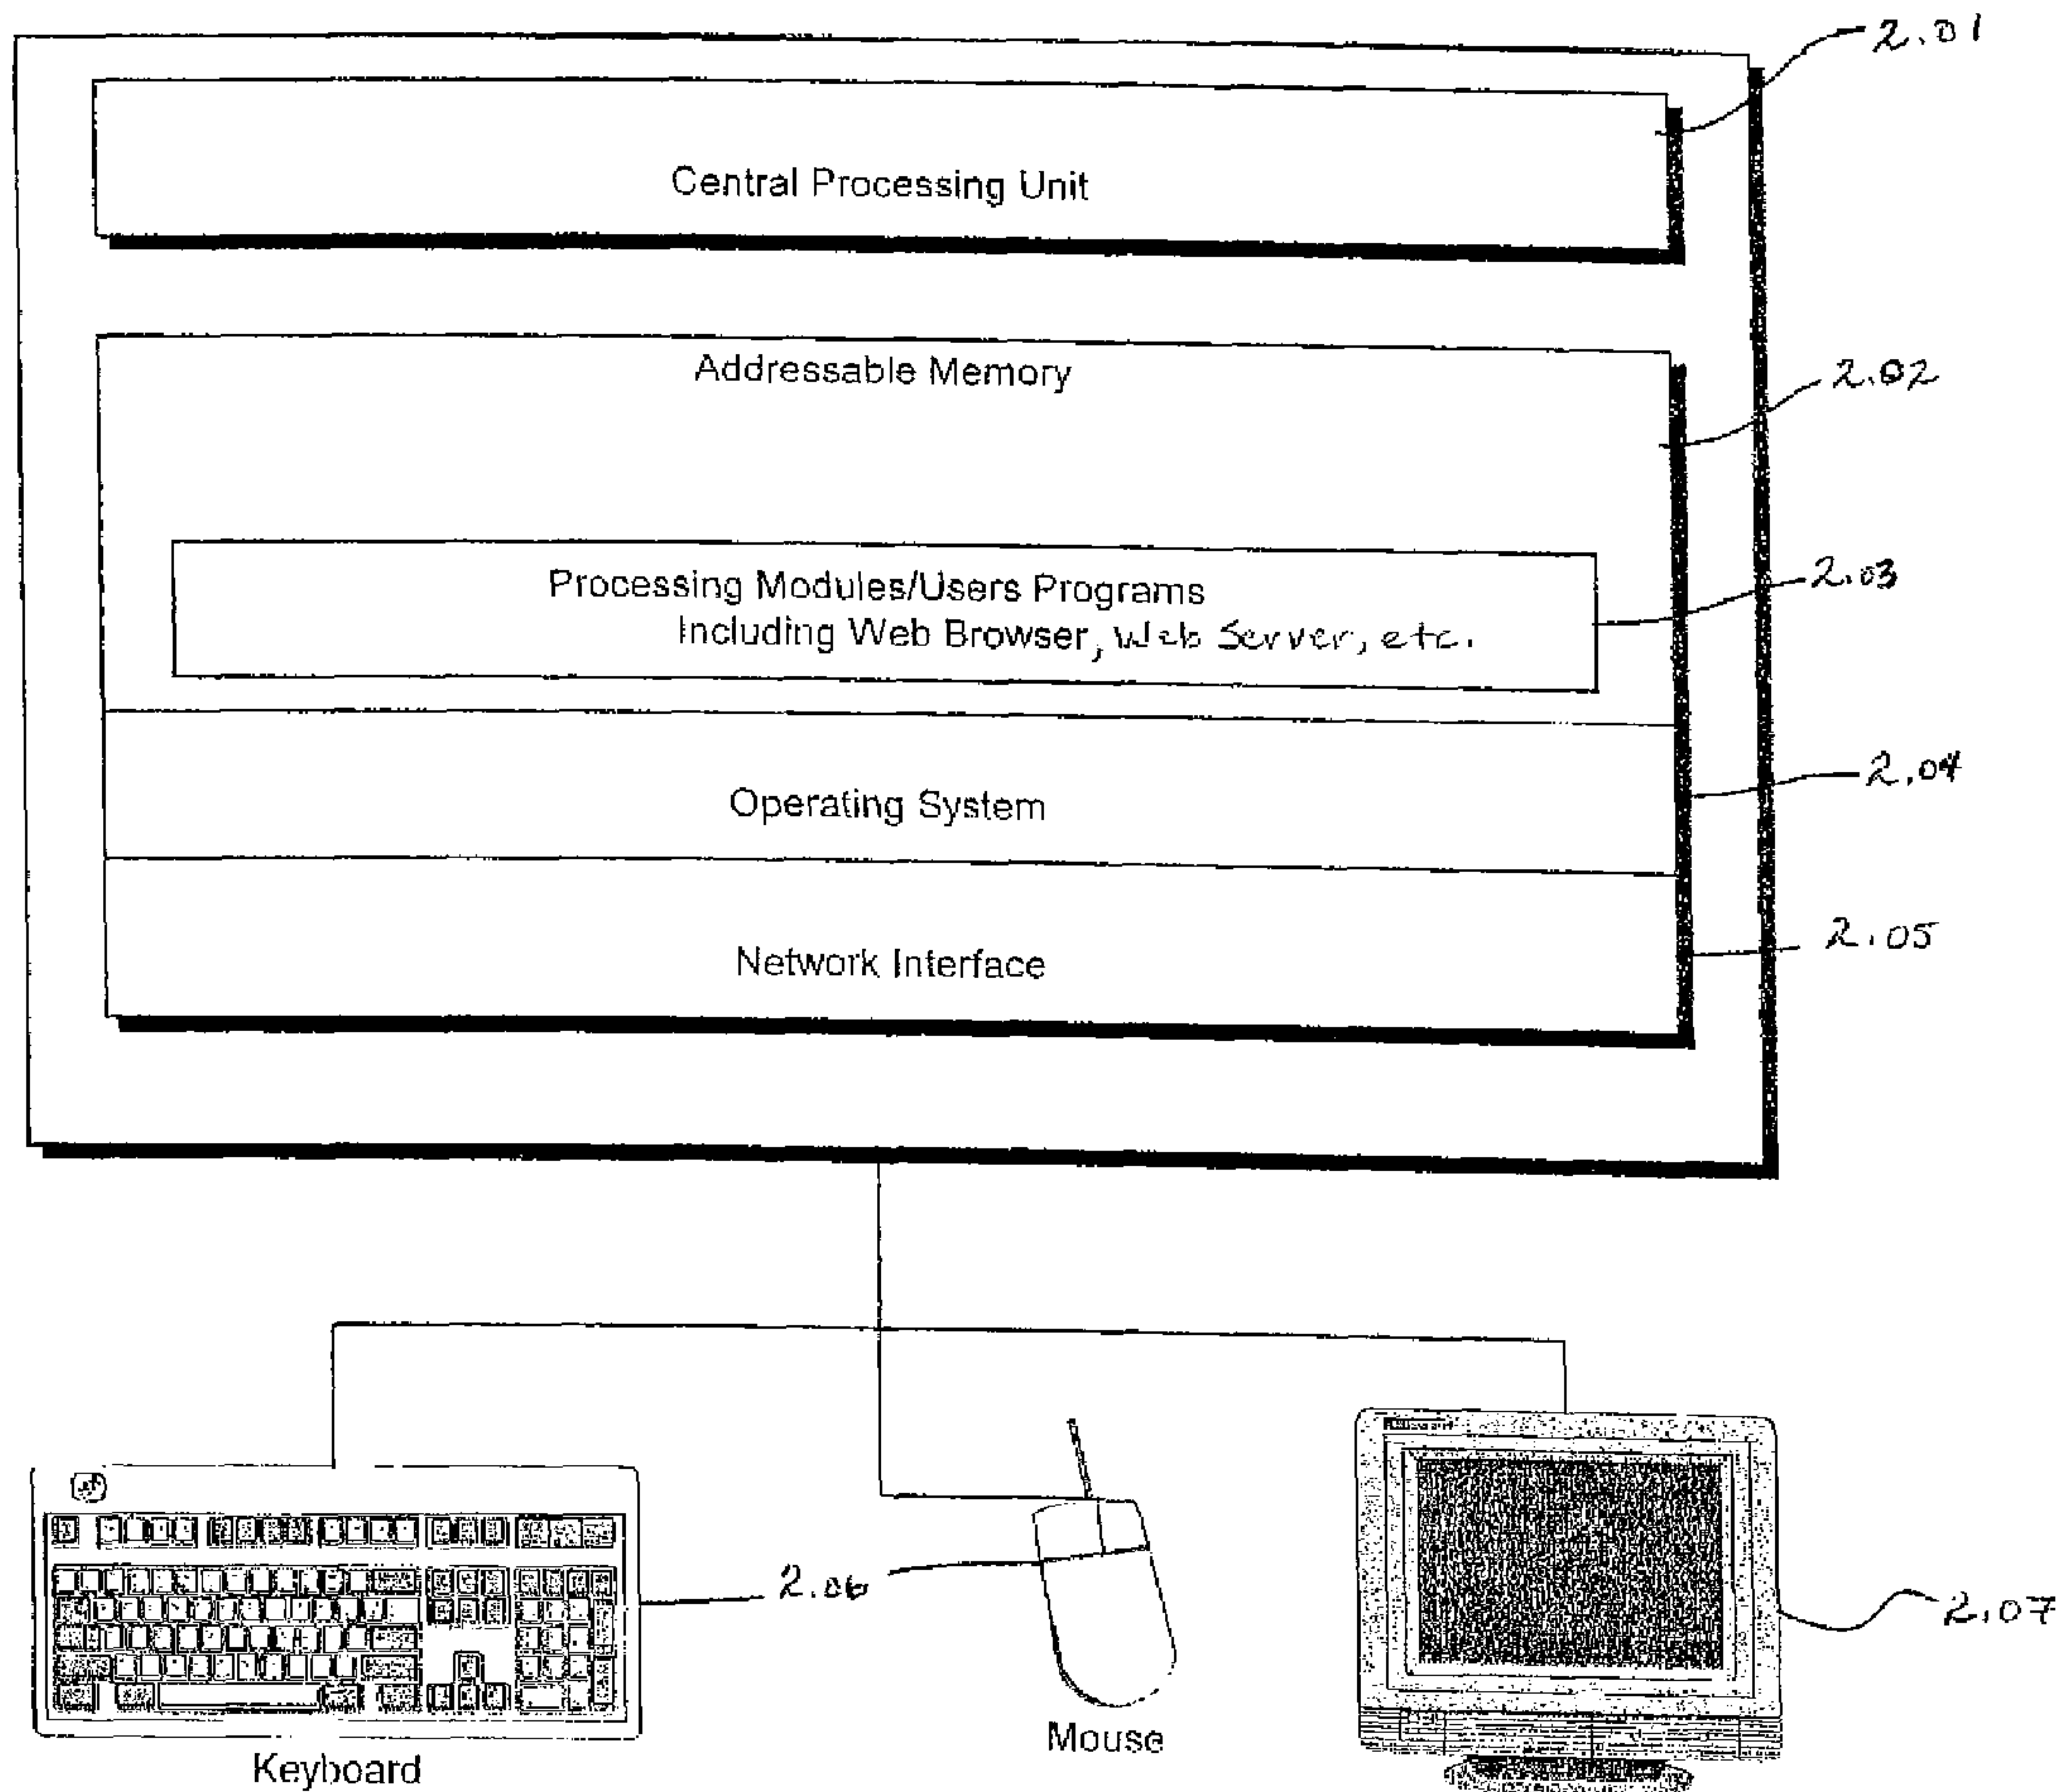 2.01
Central Processing Unit
Addressable Memory
2.02
Processing Modules/Users Programs
Including Web Browser, Web Server, etc.
2.03
2.04
Operating System
2.05
Network Interface
2.06
2.07
Mouse
Keyboard